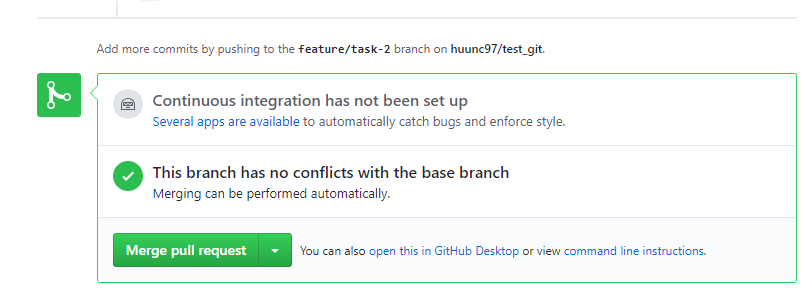 Add more commits by pushing to the feature/task-2 branch on huunc97/test_git.
Continuous integration has not been set up
Several apps are available to automatically catch bugs and enforce style.
This branch has no conflicts with the base branch
Merging can be performed automatically.
Merge pull request You can also open this in GitHub Desktop or view command line instructions.